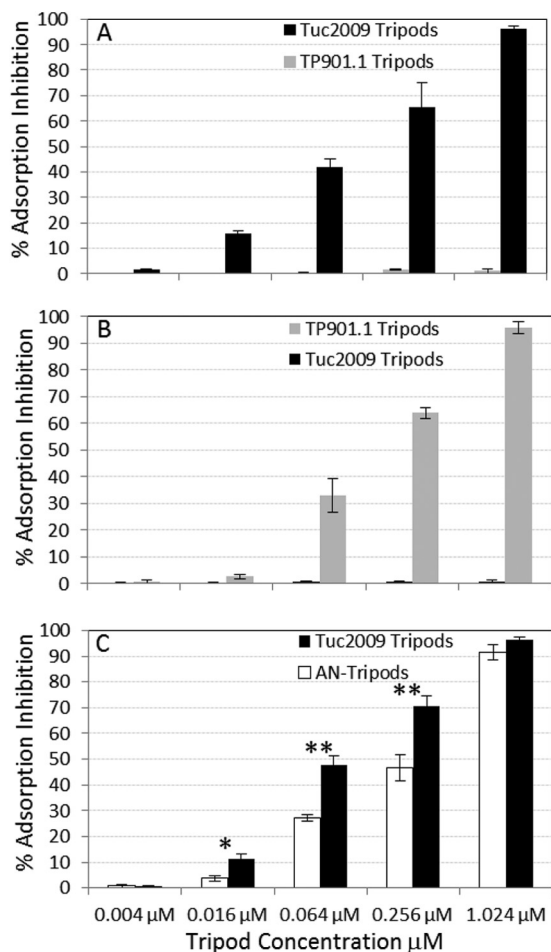 A
Tuc2009 Tripods
TP901.1 Tripods
% Adsorption Inhibition
100
90
80
70
60
50
40
30
20
10
0
B
TP901.1 Tripods
Tuc2009 Tripods
% Adsorption Inhibition
100
90
80
70
60
50
40
30
20
10
0
C
Tuc2009 Tripods
AN-Tripods
% Adsorption Inhibition
100
90
80
70
60
50
40
30
20
10
0
*
**
**
0.004 μM 0.016 μM 0.064 μM 0.256 μM 1.024 μM
Tripod Concentration μM